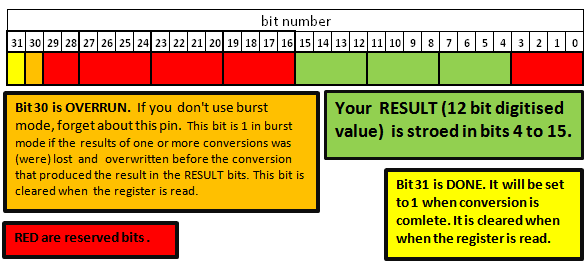 bit number
31 30 29 28 27 26 25 24 23 22 21 20 19 18 17 16 15 14 13 12 11 10 9 8 7 6 5 4 3 2 1 0
Bit 30 is OVERRUN. If you don't use burst
mode, forget about this pin. This bit is 1 in burst
mode if the results of one or more conversions was
(were) lost and overwritten before the conversion
that produced the result in the RESULT bits. This bit is
cleared when the register is read.
Your RESULT (12 bit digitised
value) is stroed in bits 4 to 15.
Bit 31 is DONE. It will be set
to 1 when conversion is
comlete. It is cleared when
when the register is read.
RED are reserved bits .